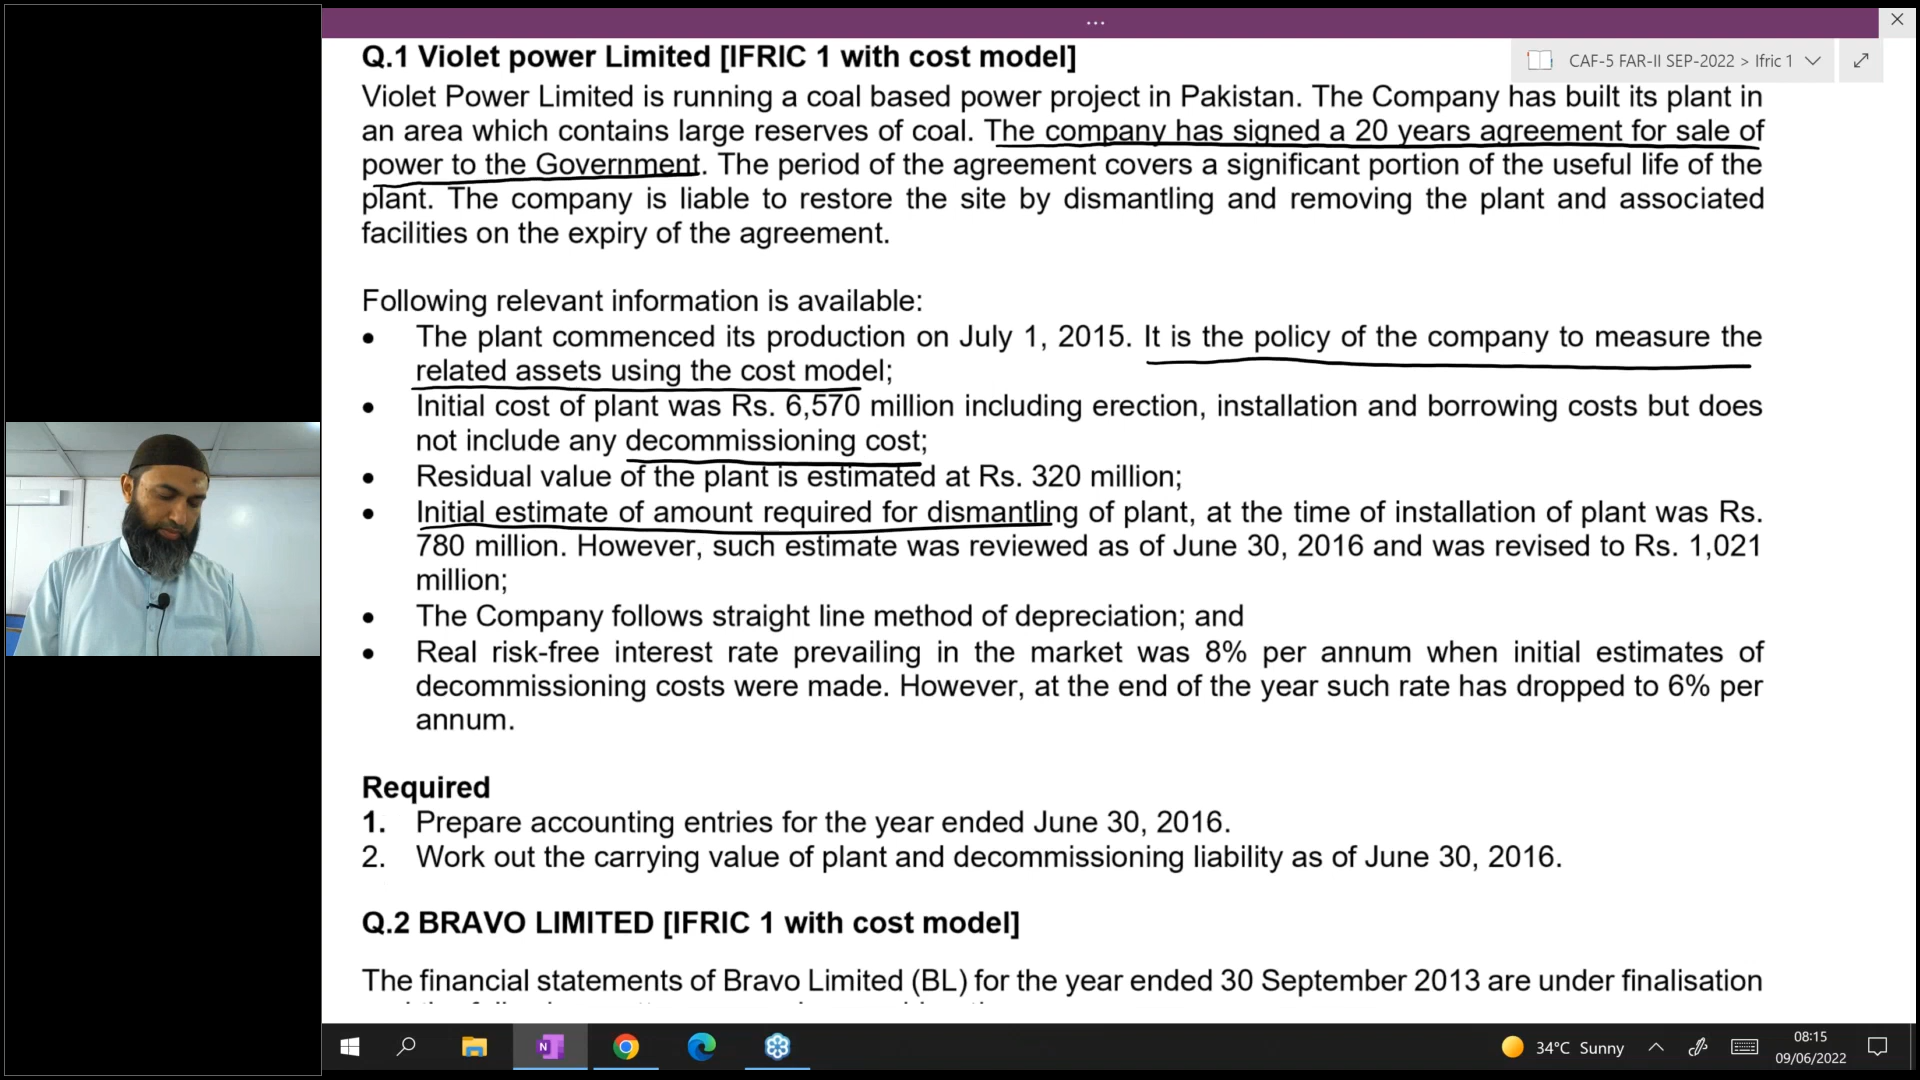 ...
Q.1 Violet power Limited [IFRIC 1 with cost model]
CAF-5 FAR-II SEP-2022 > Ifric 1
Violet Power Limited is running a coal based power project in Pakistan. The Company has built its plant in
an area which contains large reserves of coal. The company has signed a 20 years agreement for sale of
power to the Government. The period of the agreement covers a significant portion of the useful life of the
plant. The company is liable to restore the site by dismantling and removing the plant and associated
facilities on the expiry of the agreement.
Following relevant information is available:
• The plant commenced its production on July 1, 2015. It is the policy of the company to measure the
related assets using the cost model;
• Initial cost of plant was Rs. 6,570 million including erection, installation and borrowing costs but does
not include any decommissioning cost;
• Residual value of the plant is estimated at Rs. 320 million;
• Initial estimate of amount required for dismantling of plant, at the time of installation of plant was Rs.
780 million. However, such estimate was reviewed as of June 30, 2016 and was revised to Rs. 1,021
million;
• The Company follows straight line method of depreciation; and
• Real risk-free interest rate prevailing in the market was 8% per annum when initial estimates of
decommissioning costs were made. However, at the end of the year such rate has dropped to 6% per
annum.
Required
1. Prepare accounting entries for the year ended June 30, 2016.
2. Work out the carrying value of plant and decommissioning liability as of June 30, 2016.
Q.2 BRAVO LIMITED [IFRIC 1 with cost model]
The financial statements of Bravo Limited (BL) for the year ended 30 September 2013 are under finalisation
34°C Sunny
08:15
09/06/2022